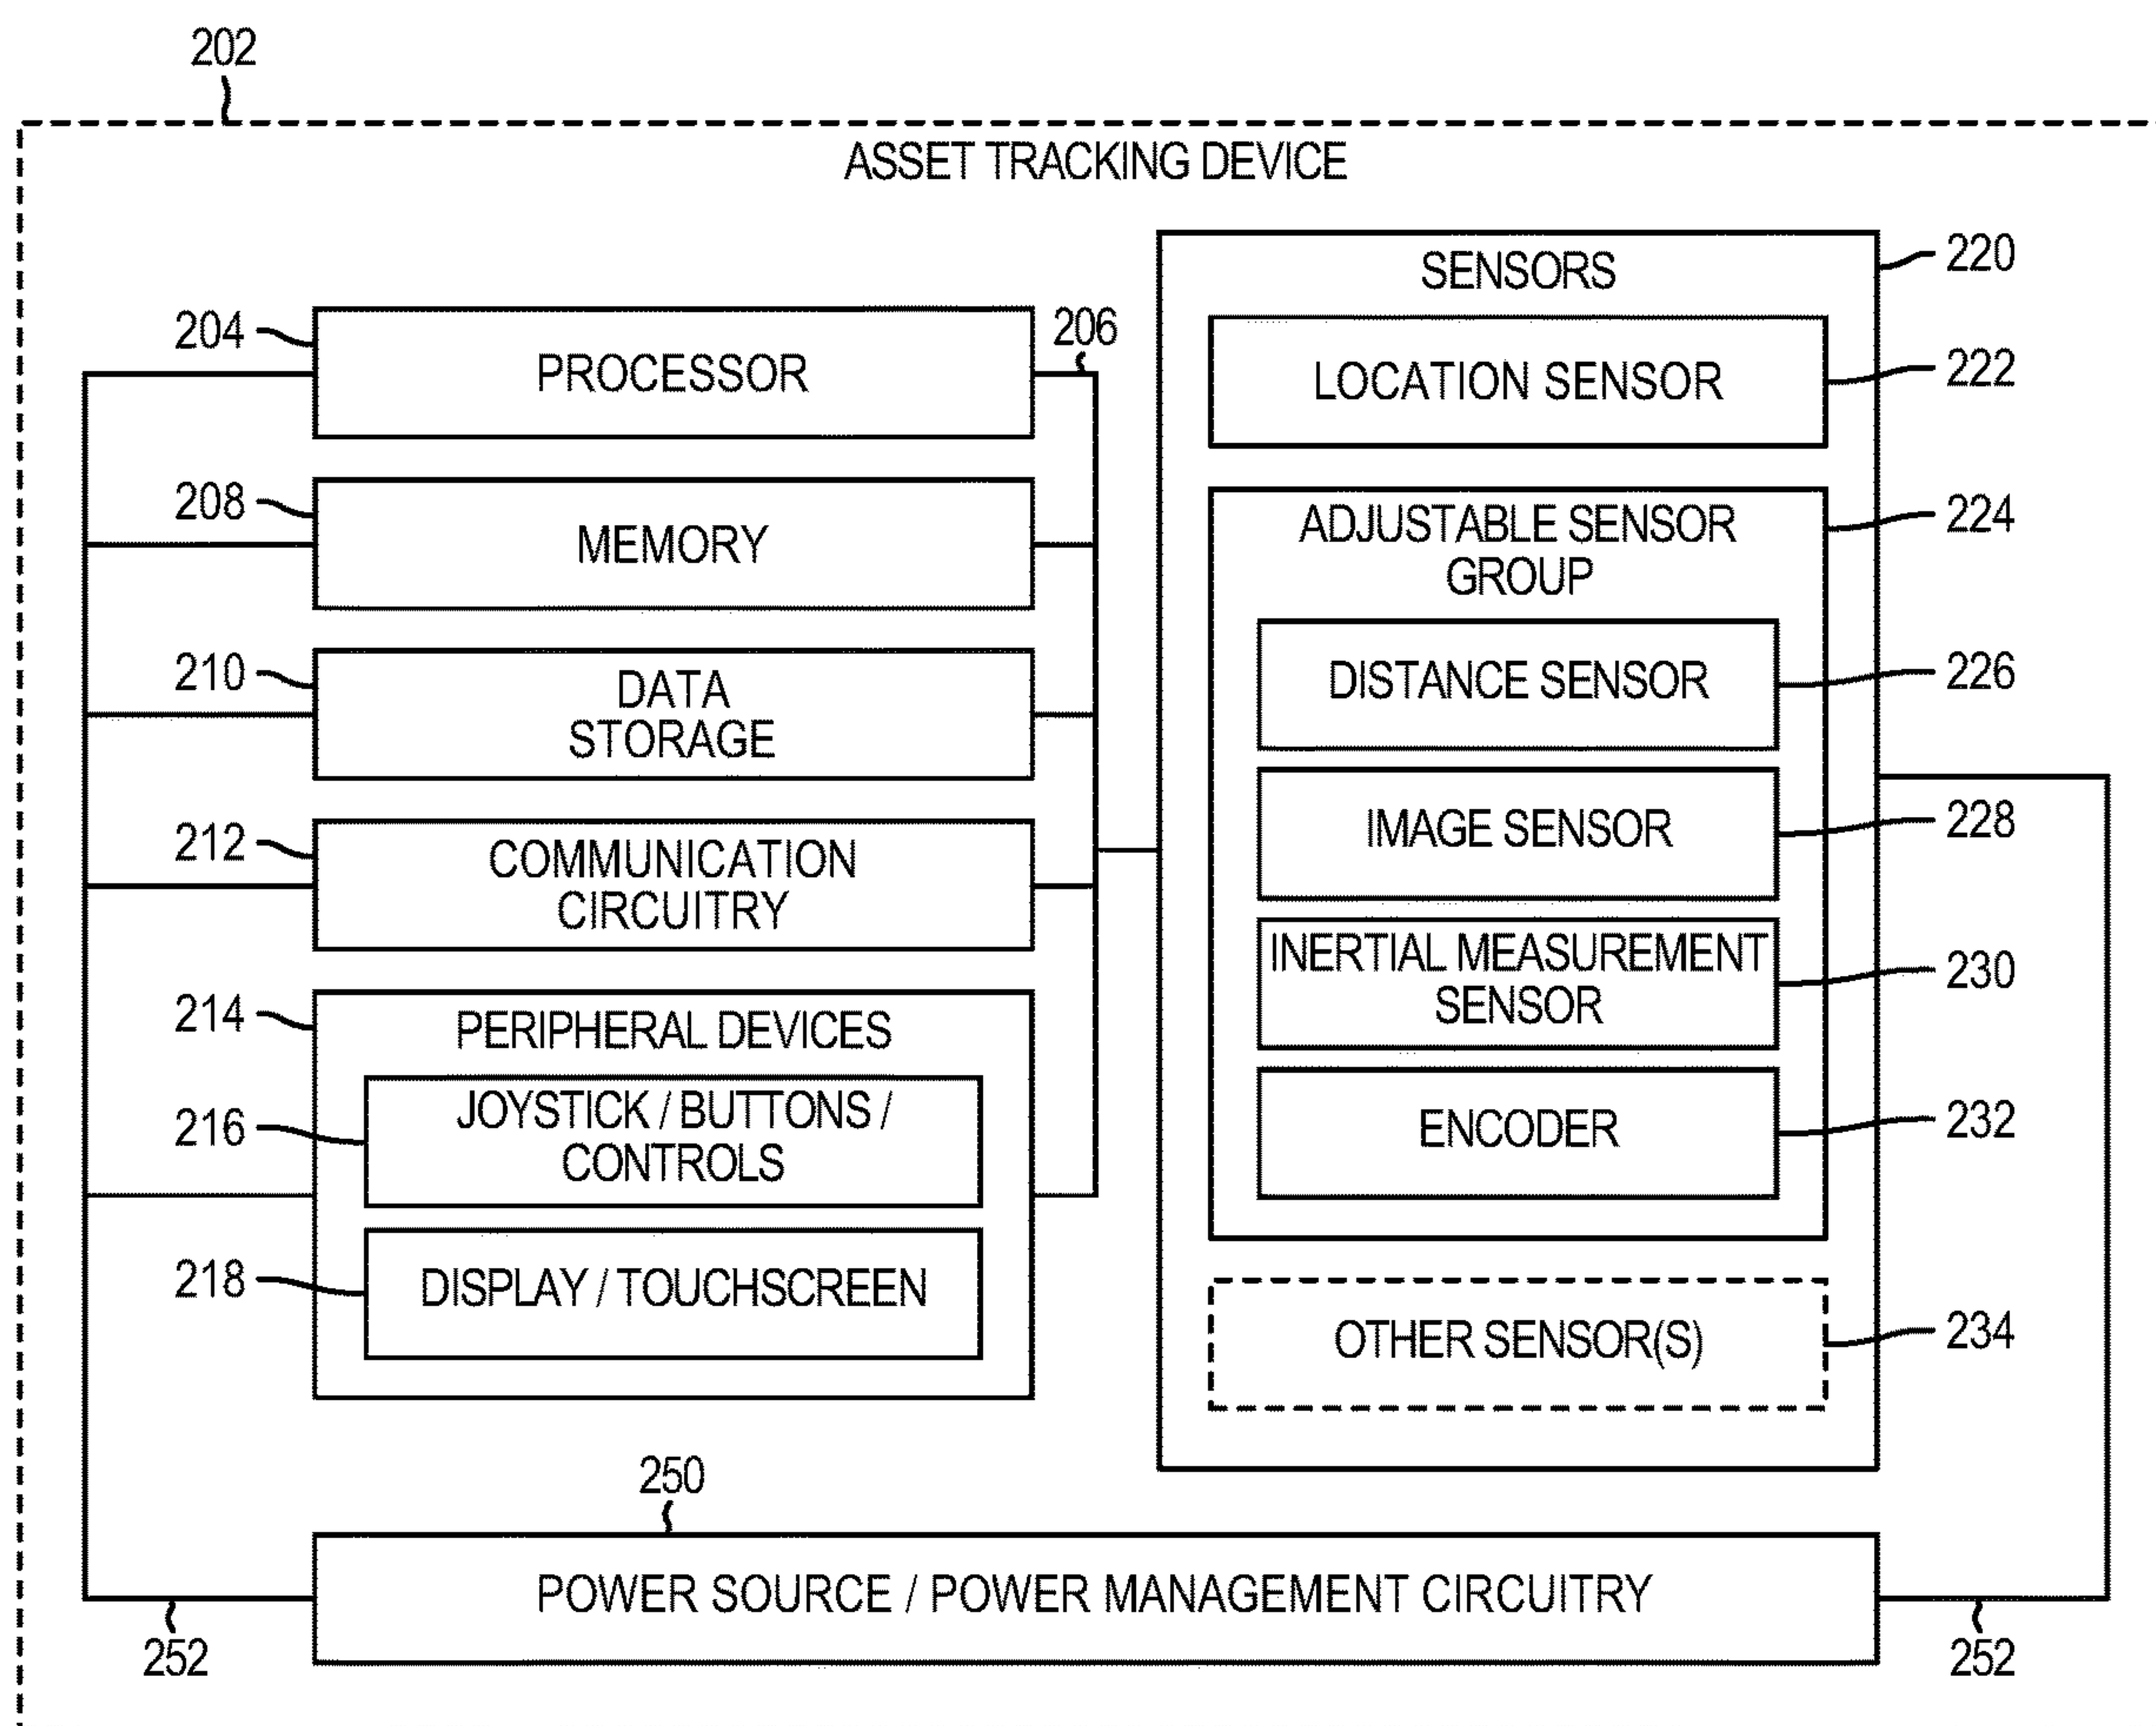 202
ASSET TRACKING DEVICE
204
PROCESSOR
206
208
MEMORY
210
DATA
STORAGE
212
COMMUNICATION
CIRCUITRY
214
PERIPHERAL DEVICES
216
JOYSTICK / BUTTONS /
CONTROLS
218
DISPLAY / TOUCHSCREEN
SENSORS
220
LOCATION SENSOR
222
ADJUSTABLE SENSOR
GROUP
224
DISTANCE SENSOR
226
IMAGE SENSOR
228
INERTIAL MEASUREMENT
SENSOR
230
ENCODER
232
OTHER SENSOR(S)
234
250
POWER SOURCE / POWER MANAGEMENT CIRCUITRY
252
252